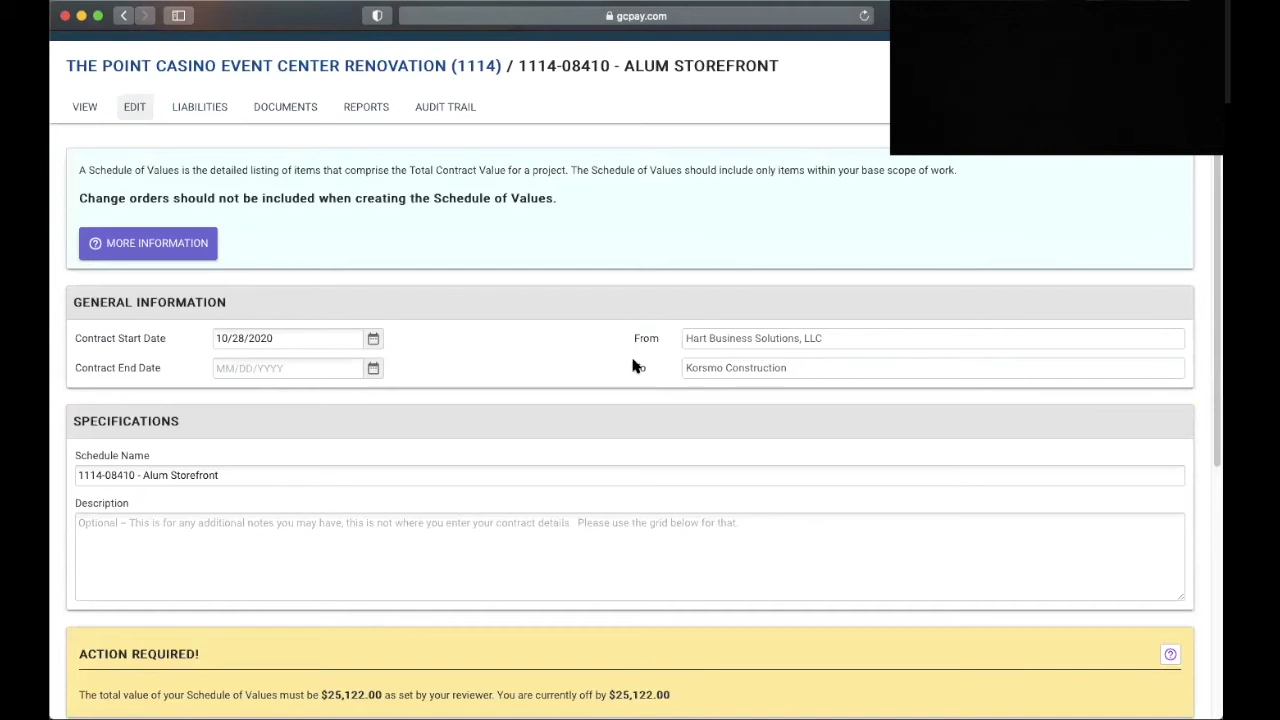 gcpay.com
THE POINT CASINO EVENT CENTER RENOVATION (1114) / 1114-08410 - ALUM STOREFRONT
VIEW EDIT LIABILITIES DOCUMENTS REPORTS AUDIT TRAIL
A Schedule of Values is the detailed listing of items that comprise the Total Contract Value for a project. The Schedule of Values should include only items within your base scope of work.
Change orders should not be included when creating the Schedule of Values.
MORE INFORMATION
GENERAL INFORMATION
Contract Start Date 10/28/2020 From Hart Business Solutions, LLC
Contract End Date MM/DD/YYYY Korsmo Construction
SPECIFICATIONS
Schedule Name
1114-08410 - Alum Storefront
Description
Optional – This is for any additional notes you may have, this is not where you enter your contract details. Please use the grid below for that.
ACTION REQUIRED!
The total value of your Schedule of Values must be $25,122.00 as set by your reviewer. You are currently off by $25,122.00